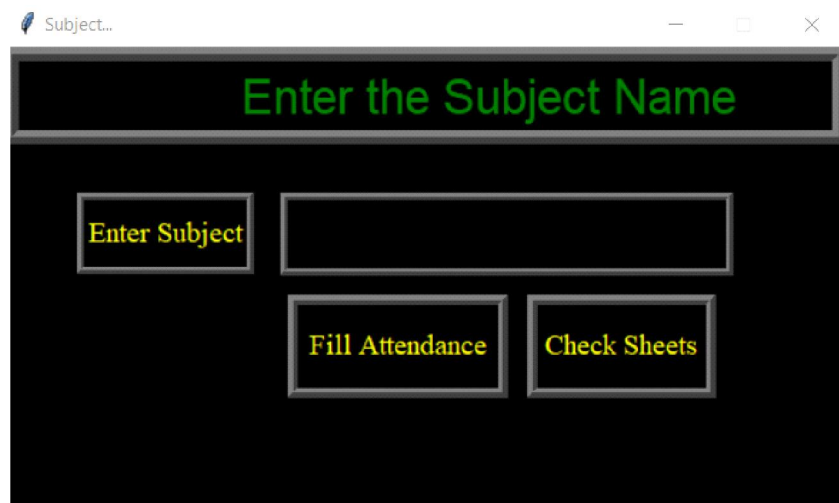 Subject...
Enter the Subject Name
Enter Subject
Fill Attendance
Check Sheets